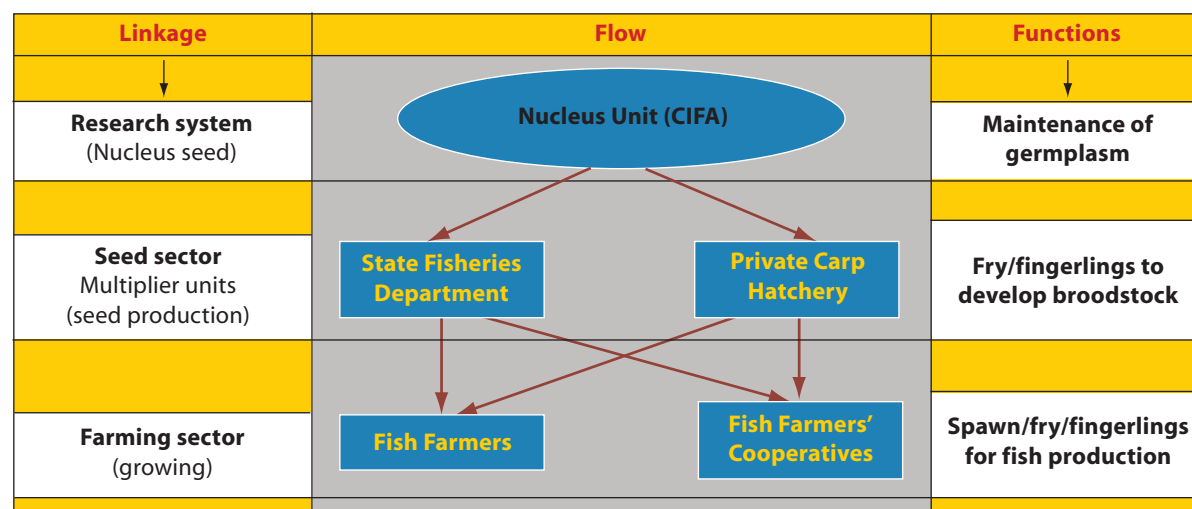 Linkage
Flow
Functions
Research system
(Nucleus seed)
Nucleus Unit (CIFA)
Maintenance of
germplasm
Seed sector
Multiplier units
(seed production)
State Fisheries
Department
Private Carp
Hatchery
Fry/fingerlings to
develop broodstock
Farming sector
(growing)
Fish Farmers
Fish Farmers’
Cooperatives
Spawn/fry/fingerlings
for fish production